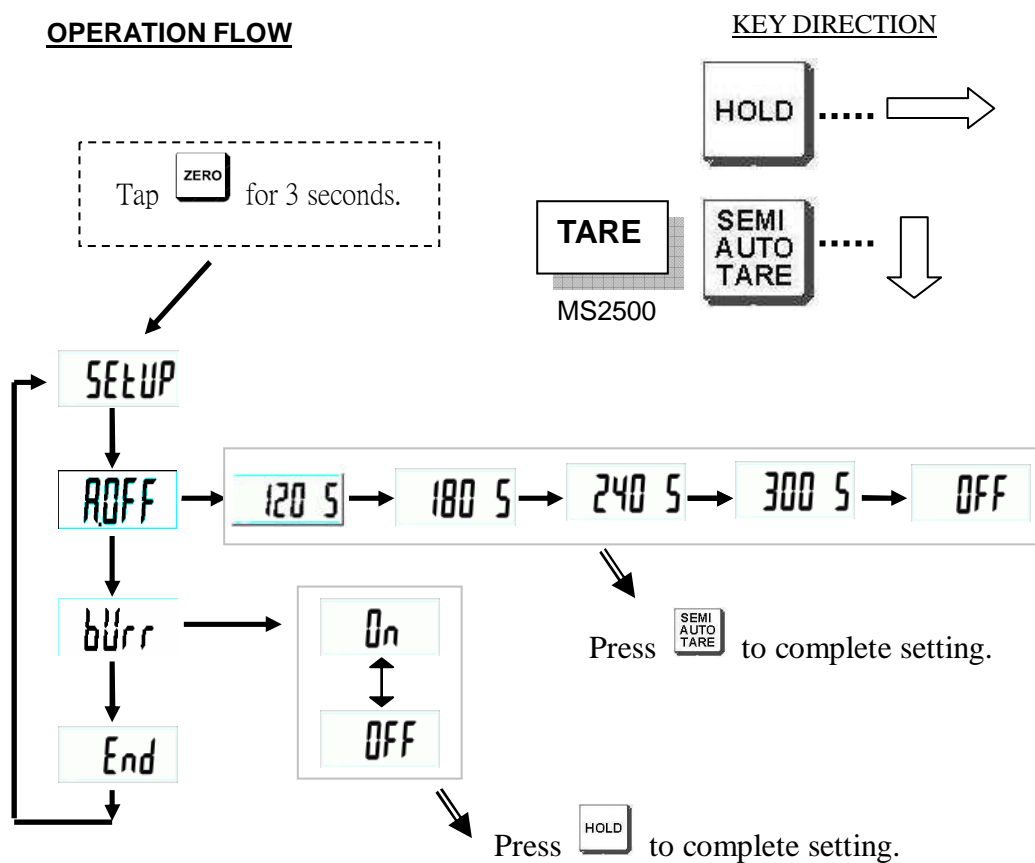 OPERATION FLOW
KEY DIRECTION
HOLD .....
Tap ZERO for 3 seconds.
TARE
SEMI
AUTO .....
TARE
MS2500
SEtUP
A.OFF
120 S
180 S
240 S
300 S
OFF
bUrr
On
OFF
Press SEMI AUTO TARE to complete setting.
End
Press HOLD to complete setting.